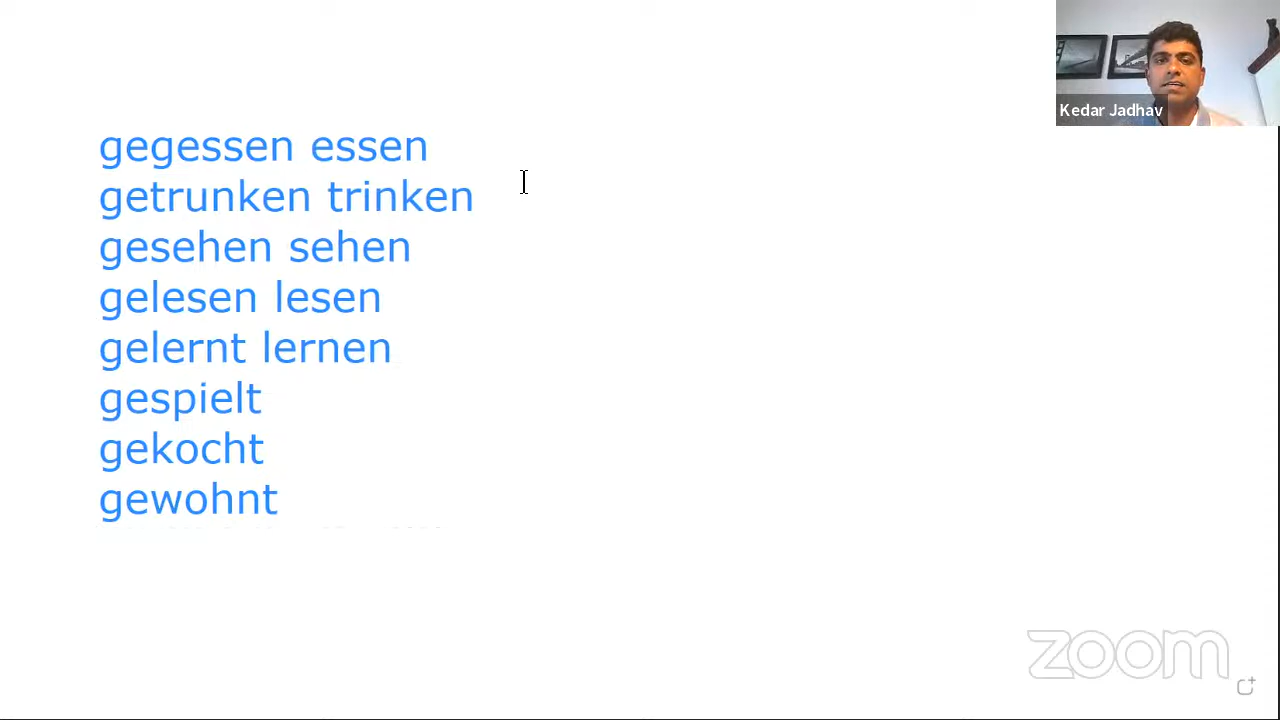 Kedar Jadhav
gegessen essen
getrunken trinken
gesehen sehen
gelesen lesen
gelernt lernen
gespielt
gekocht
gewohnt
zoom